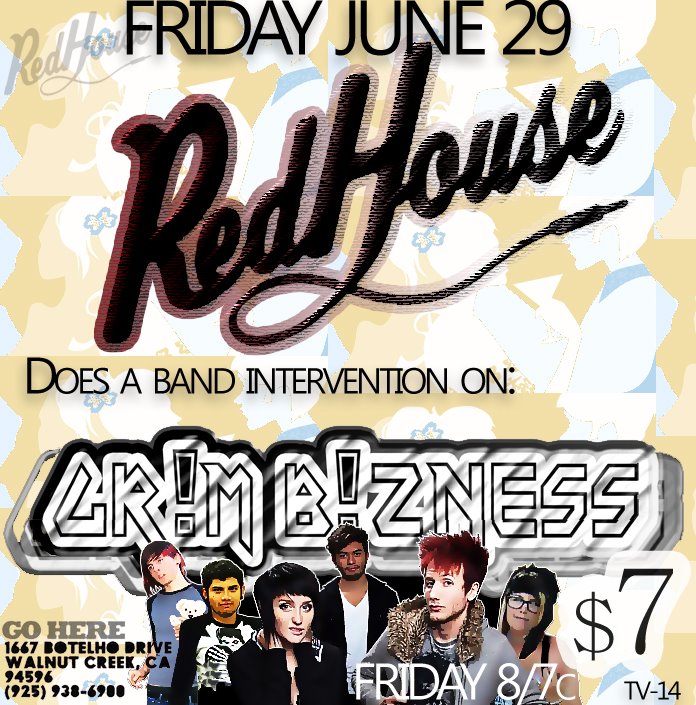 FRIDAY JUNE 29
RedHouse
RedHouse
DOES A BAND INTERVENTION ON:
GR!M B!ZNESS
$7
GO HERE
1667 BOTELHO DRIVE
WALNUT CREEK, CA
94596
(925) 938-6900
FRIDAY 8/7c
TV-14